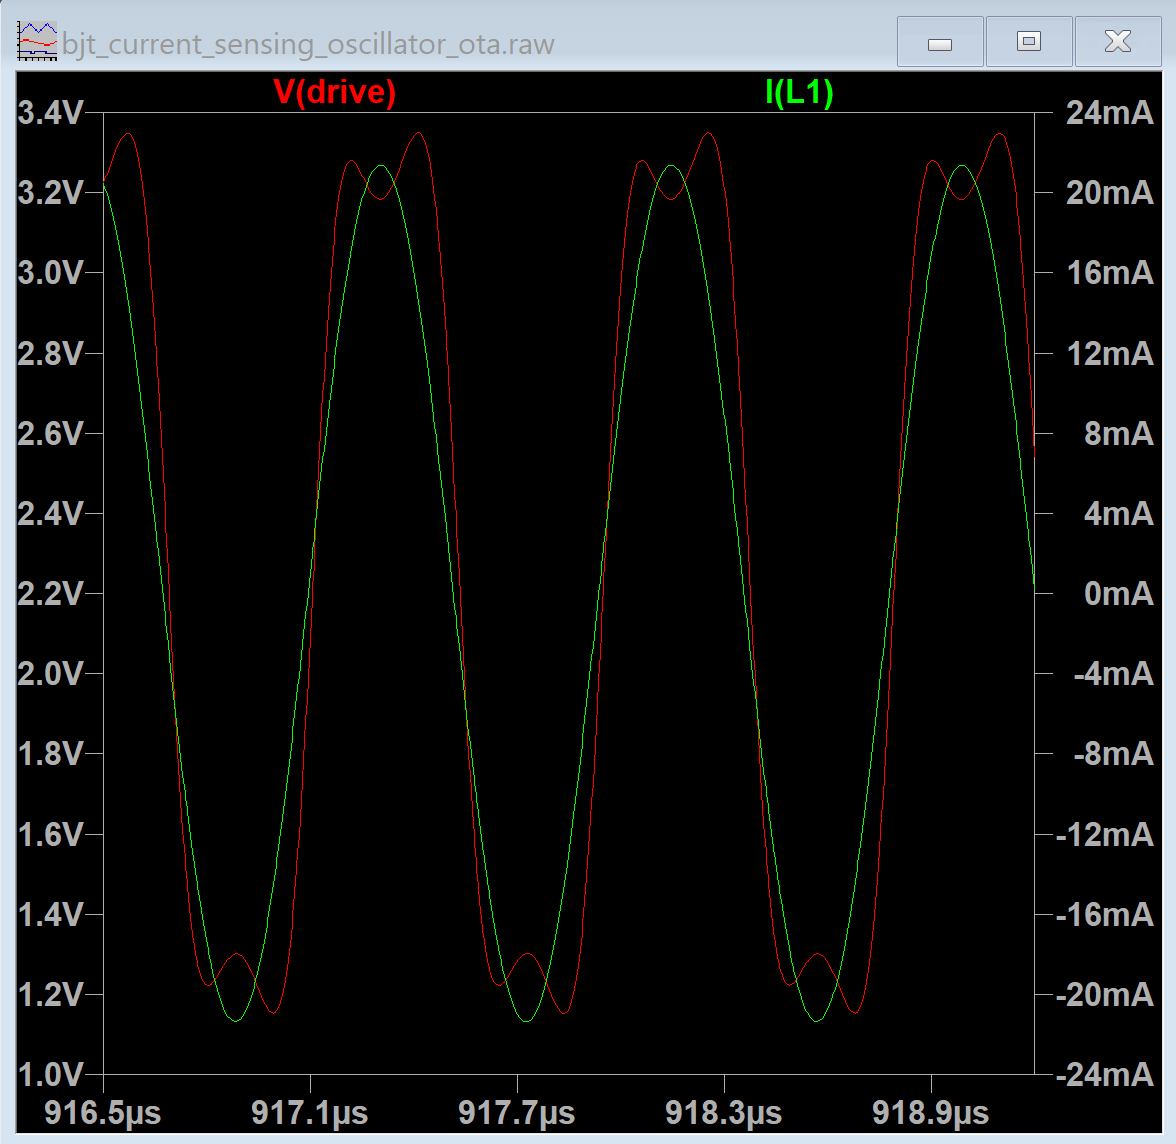 bjt_current_sensing_oscillator_ota.raw
V(drive) I(L1)
3.4V 24mA
3.2V 20mA
3.0V 16mA
2.8V 12mA
2.6V 8mA
2.4V 4mA
2.2V 0mA
2.0V -4mA
1.8V -8mA
1.6V -12mA
1.4V -16mA
1.2V -20mA
1.0V -24mA
916.5µs 917.1µs 917.7µs 918.3µs 918.9µs